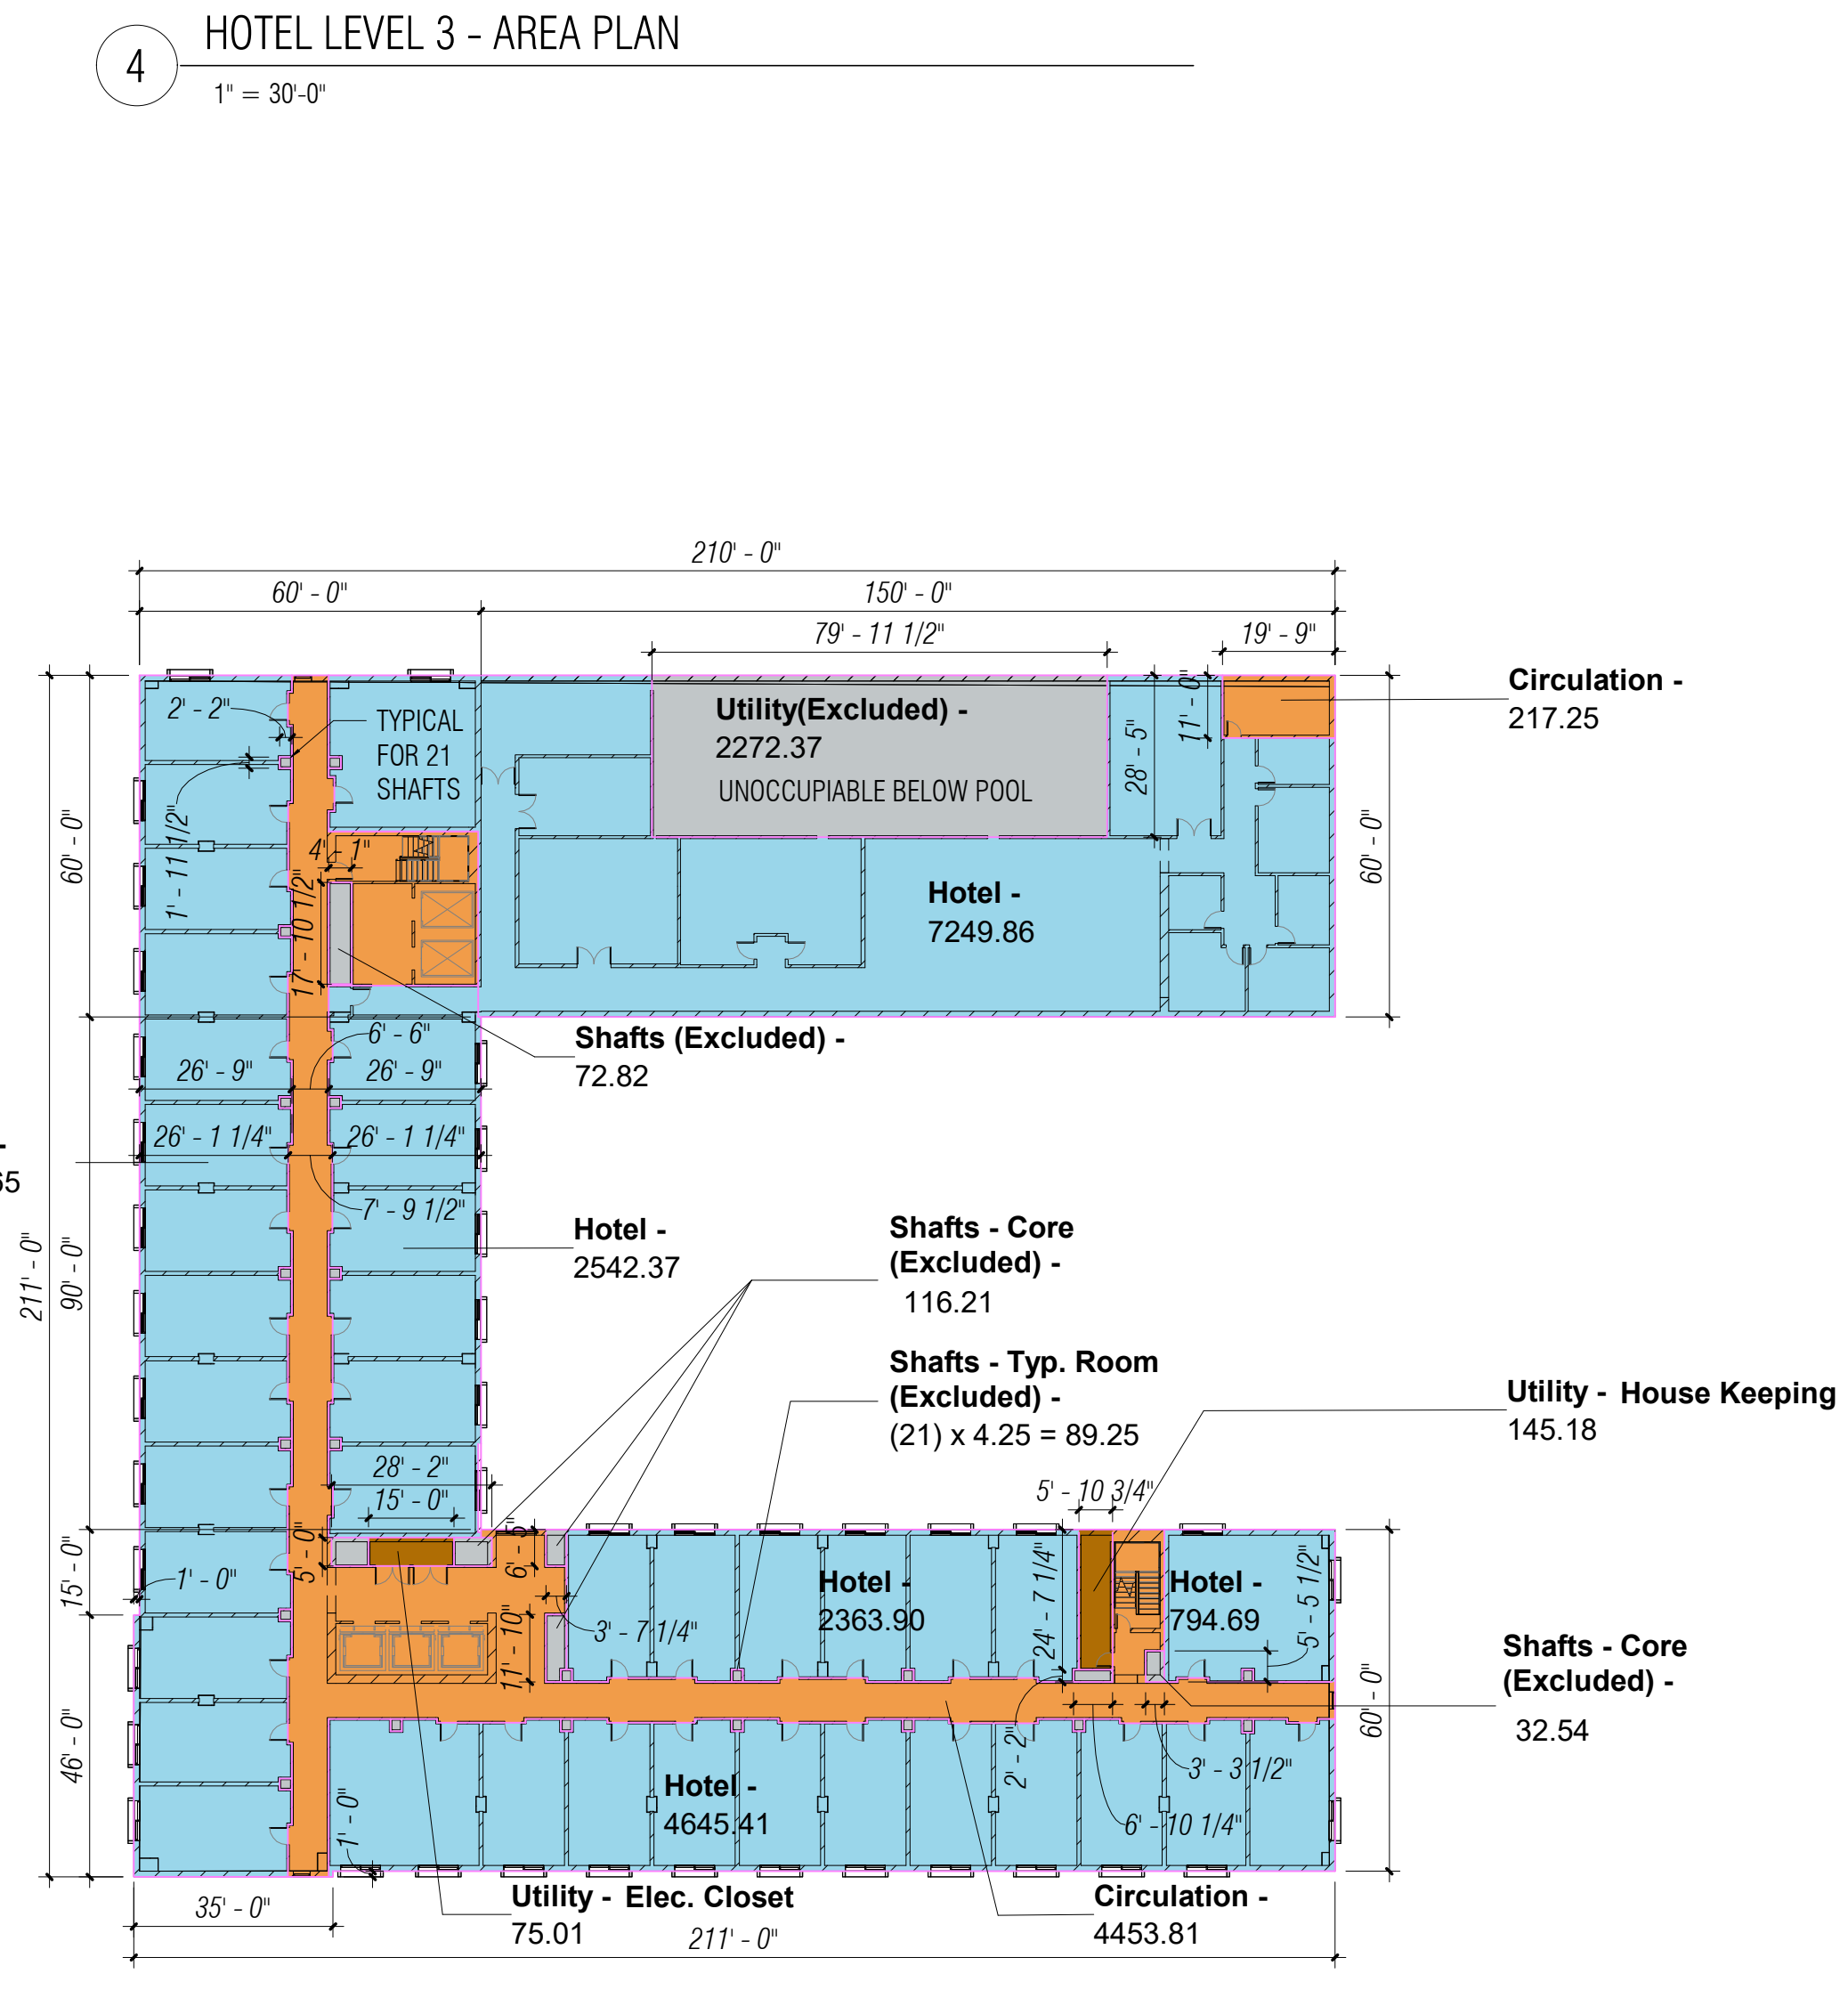 4
HOTEL LEVEL 3 - AREA PLAN
1" = 30'-0"
210' - 0"
60' - 0"
150' - 0"
79' - 11 1/2"
19' - 9"
Circulation -
217.25
Utility(Excluded) -
2272.37
UNOCCUPIABLE BELOW POOL
28' - 5"
11' - 0"
2' - 2"
TYPICAL
FOR 21
SHAFTS
1' - 11 1/2"
4' - 1"
17' - 10 1/2"
60' - 0"
60' - 0"
Hotel -
7249.86
Shafts (Excluded) -
72.82
6' - 6"
26' - 9"
26' - 9"
26' - 1 1/4"
26' - 1 1/4"
7' - 9 1/2"
-
65
211' - 0"
90' - 0"
Hotel -
2542.37
Shafts - Core
(Excluded) -
116.21
Shafts - Typ. Room
(Excluded) -
(21) x 4.25 = 89.25
Utility - House Keeping
145.18
28' - 2"
15' - 0"
5' - 10 3/4"
5' - 0"
6' - 5"
15' - 0"
1' - 0"
Hotel -
2363.90
24' - 7 1/4"
Hotel -
794.69
5' - 5 1/2"
3' - 7 1/4"
11' - 10"
Shafts - Core
(Excluded) -
32.54
46' - 0"
60' - 0"
2' - 2"
3' - 3 1/2"
6' - 10 1/4"
Hotel -
4645.41
1' - 0"
35' - 0"
Utility - Elec. Closet
75.01
Circulation -
4453.81
211' - 0"